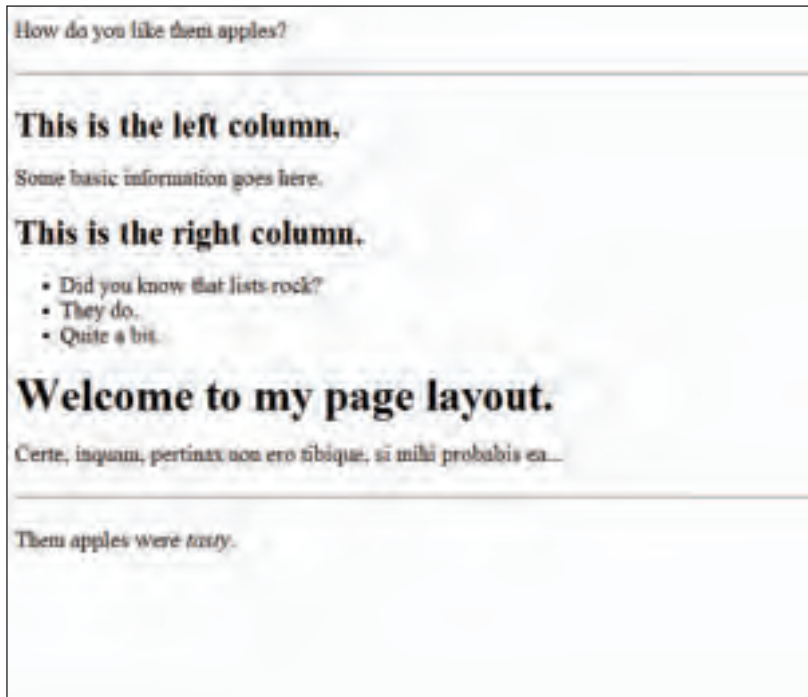 How do you like them apples?
This is the left column.
Some basic information goes here.
This is the right column.
• Did you know that lists rock?
• They do.
• Quite a bit.
Welcome to my page layout.
Certe, inquam, pertinax non ero tibique, si mihi probabis ea...
Them apples were tasty.